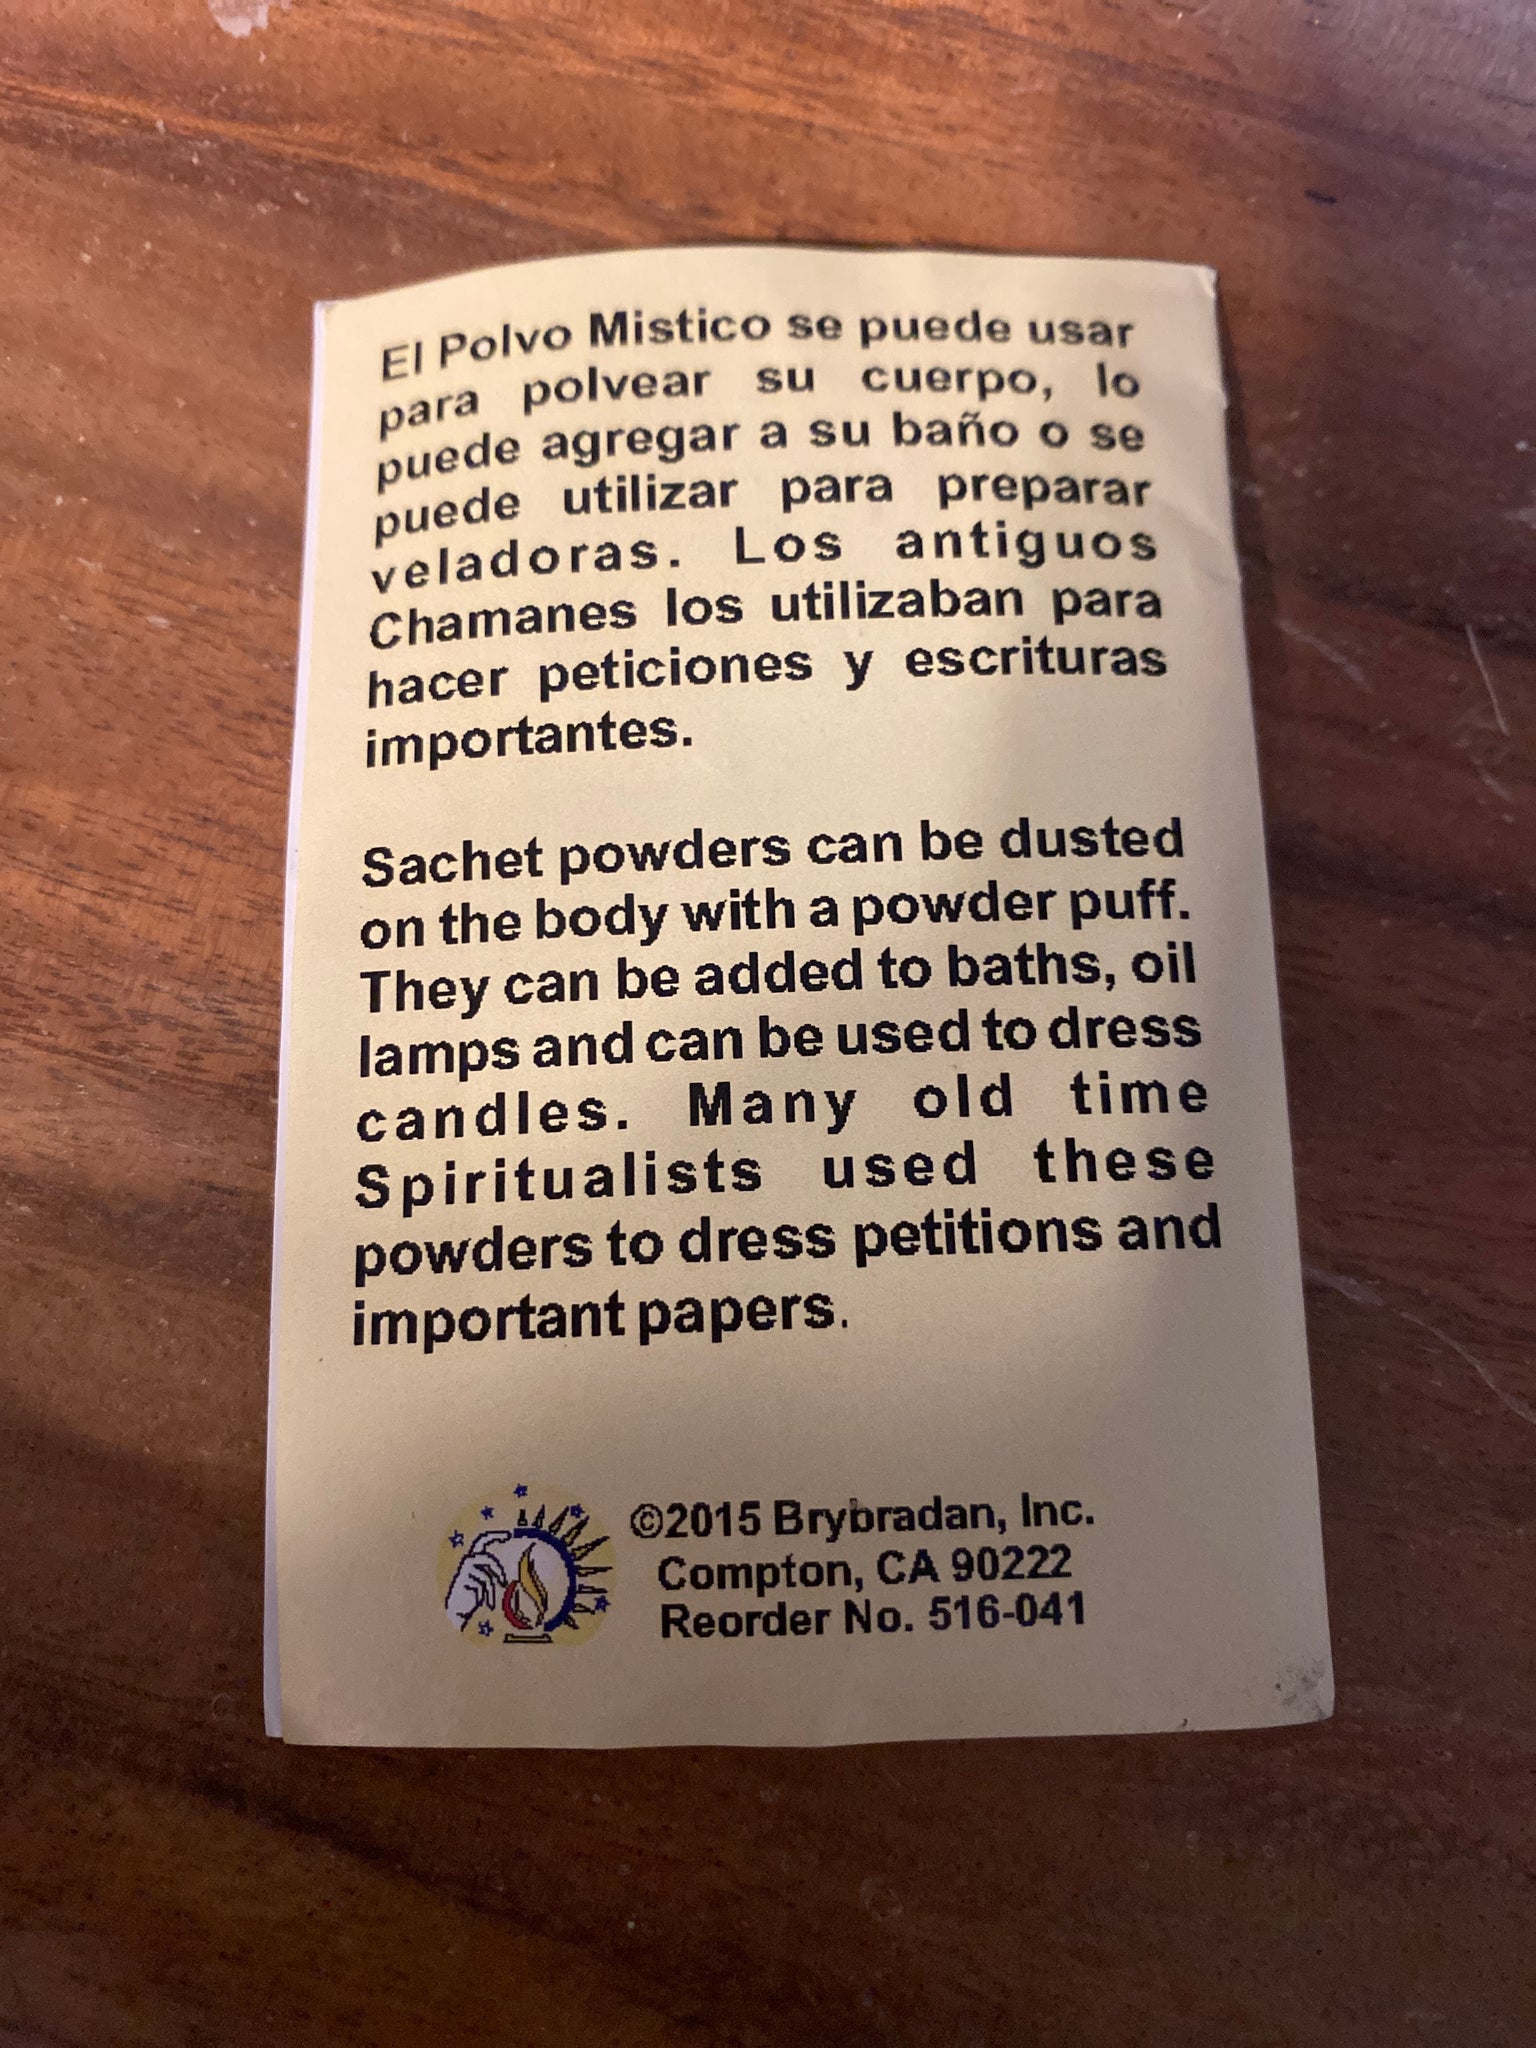 El Polvo Mistico se puede usar
para polvear su cuerpo, lo
puede agregar a su baño o se
puede utilizar para preparar
veladoras. Los antiguos
Chamanes los utilizaban para
hacer peticiones y escrituras
importantes.
Sachet powders can be dusted
on the body with a powder puff.
They can be added to baths, oil
lamps and can be used to dress
candles. Many old time
Spiritualists used these
powders to dress petitions and
important papers.
©2015 Brybradan, Inc.
Compton, CA 90222
Reorder No. 516-041